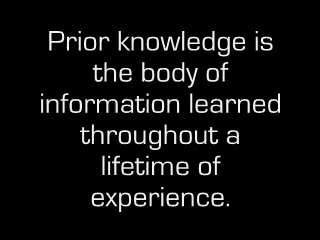 Prior knowledge is
the body of
information learned
throughout a
lifetime of
experience.